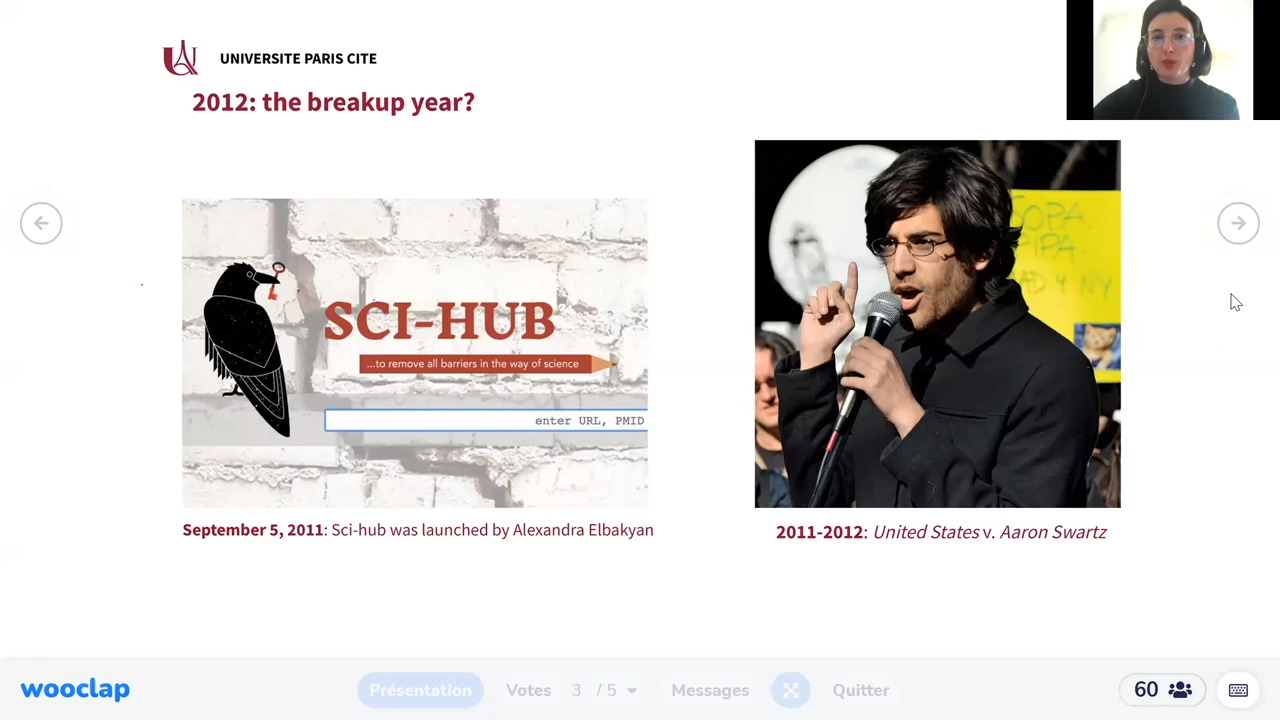 UNIVERSITE PARIS CITE
2012: the breakup year?
SOPA
PIPA
SCI-HUB
...to remove all barriers in the way of science
enter URL, PMID
September 5, 2011: Sci-hub was launched by Alexandra Elbakyan
2011-2012: United States v. Aaron Swartz
wooclap
Présentation
Votes
3 / 5
Messages
Quitter
60